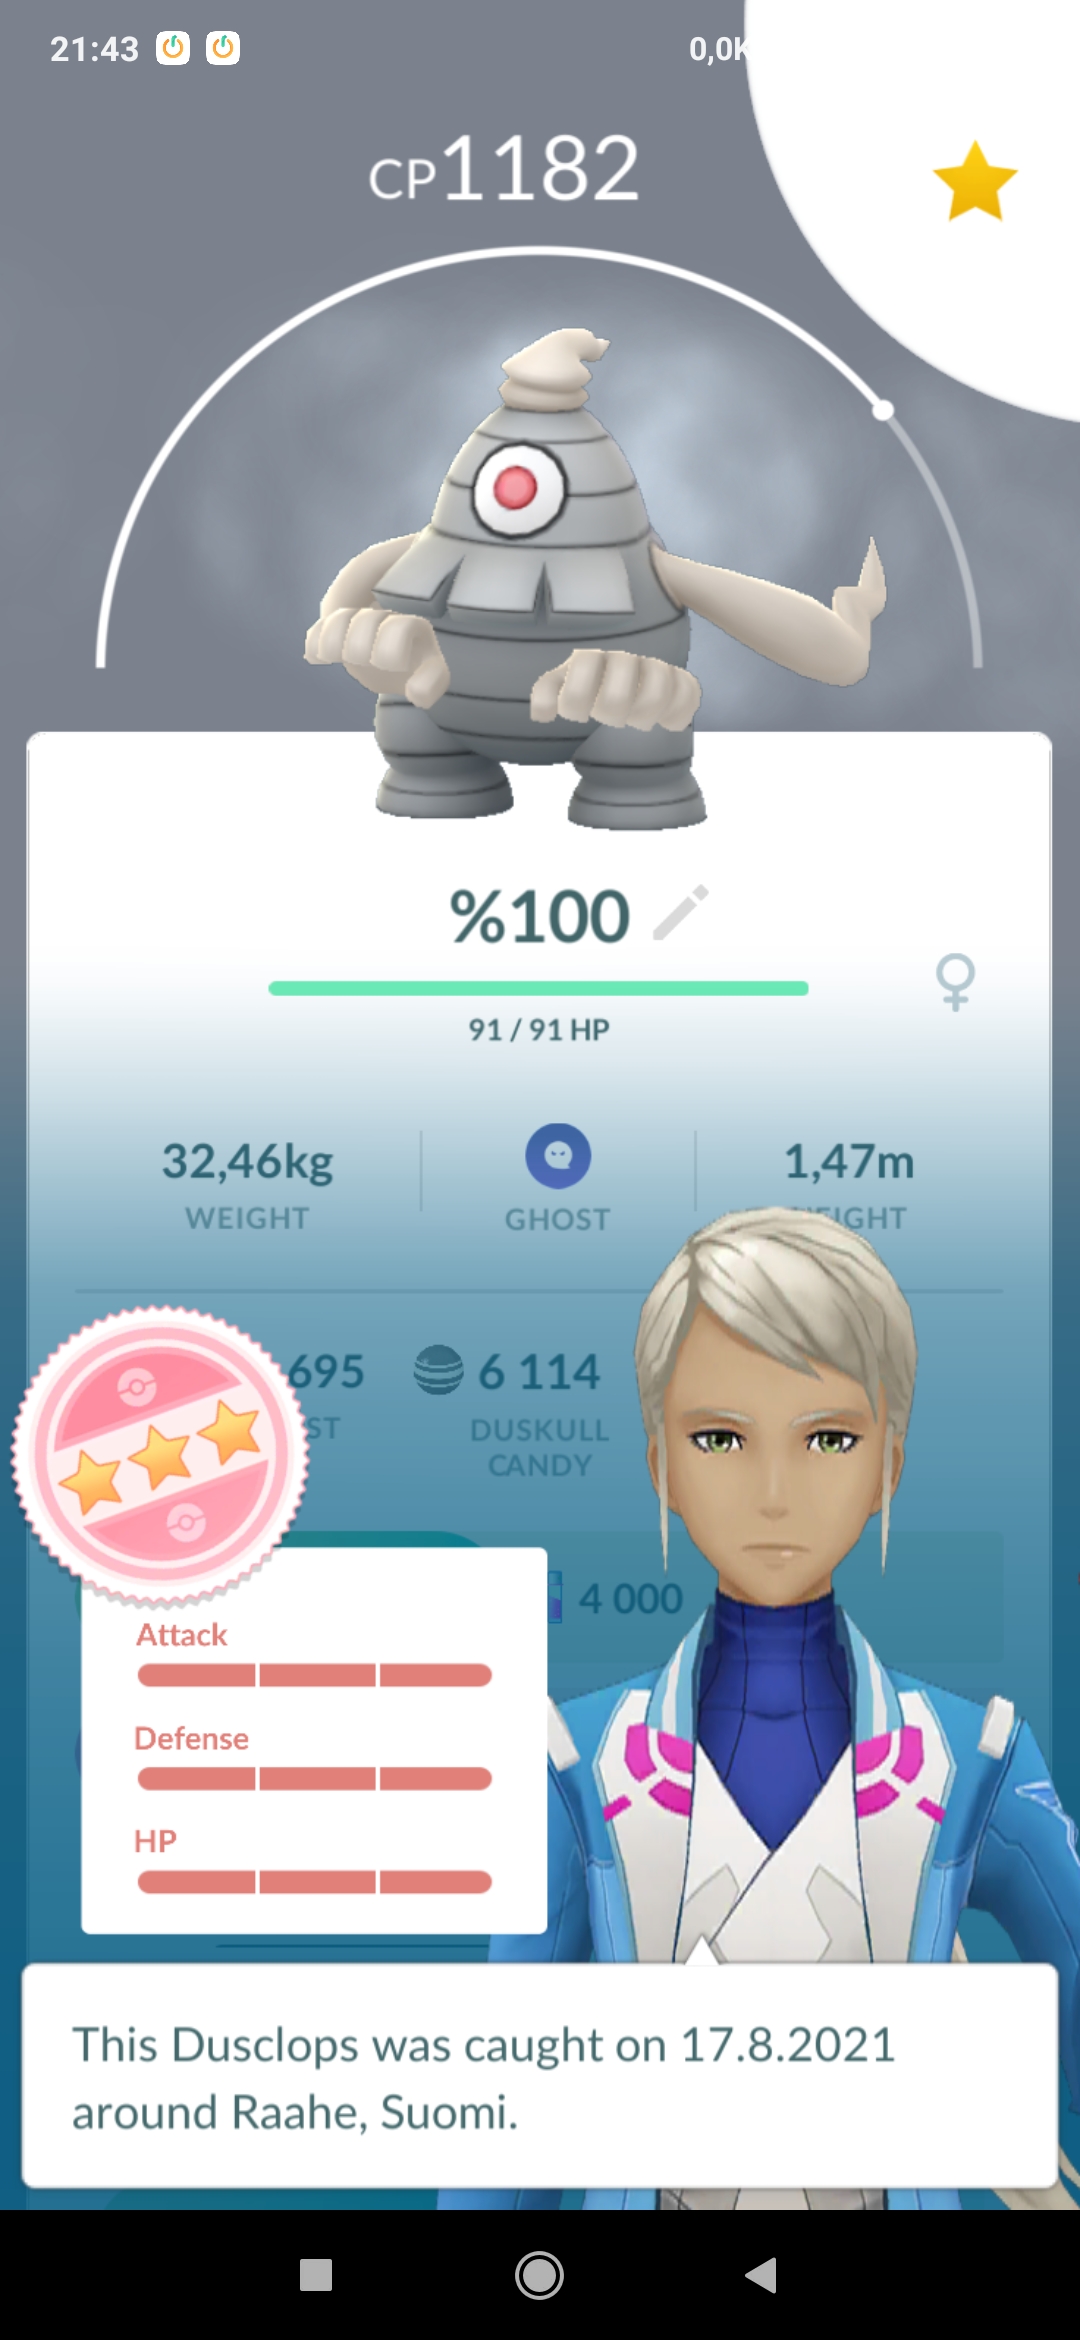 21:43
CP1182
%100
91 / 91 HP
32,46kg
WEIGHT
GHOST
1,47m
695
6 114
DUSKULL
CANDY
4 000
Attack
Defense
HP
This Dusclops was caught on 17.8.2021
around Raahe, Suomi.